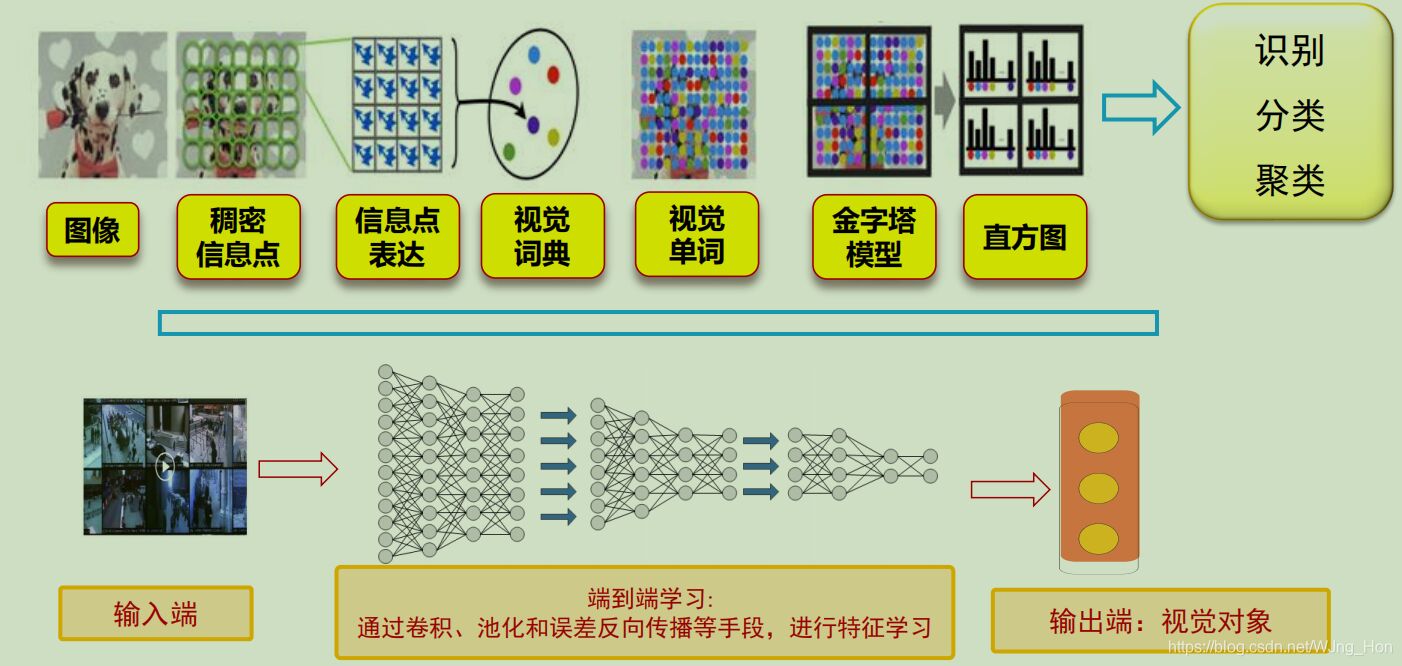 识别
分类
聚类
图像
稠密
信息点
信息点
表达
视觉
词典
视觉
单词
金字塔
模型
直方图
输入端
端到端学习:
通过卷积、池化和误差反向传播等手段，进行特征学习
输出端：视觉对象
https://blog.csdn.net/WJng_Hon